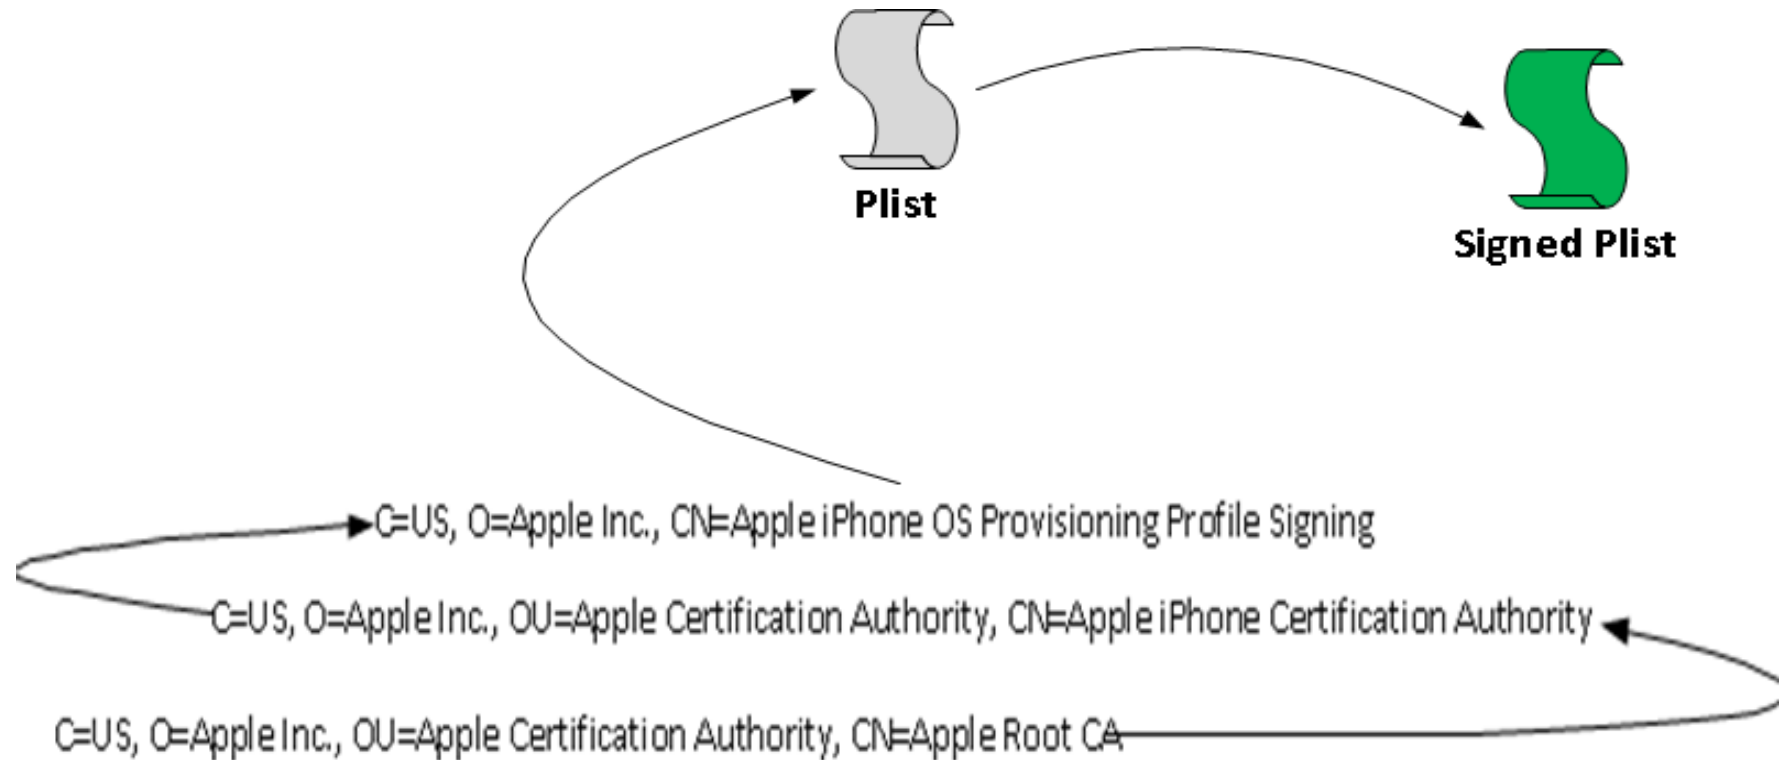 Plist
Signed Plist
C=US, O=Apple Inc., CN=Apple iPhone OS Provisioning Profile Signing
C=US, O=Apple Inc., OU=Apple Certification Authority, CN=Apple iPhone Certification Authority
C=US, O=Apple Inc., OU=Apple Certification Authority, CN=Apple Root CA